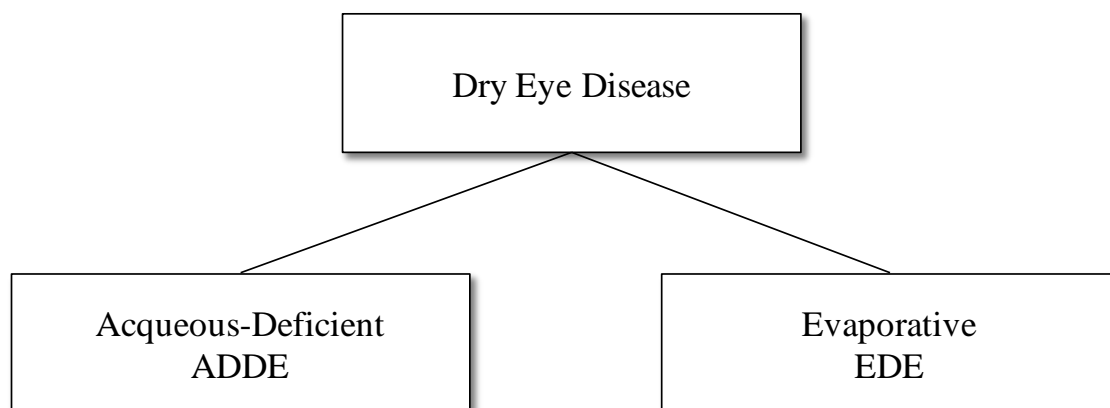 Dry Eye Disease
Acqueous-Deficient
ADDE
Evaporative
EDE